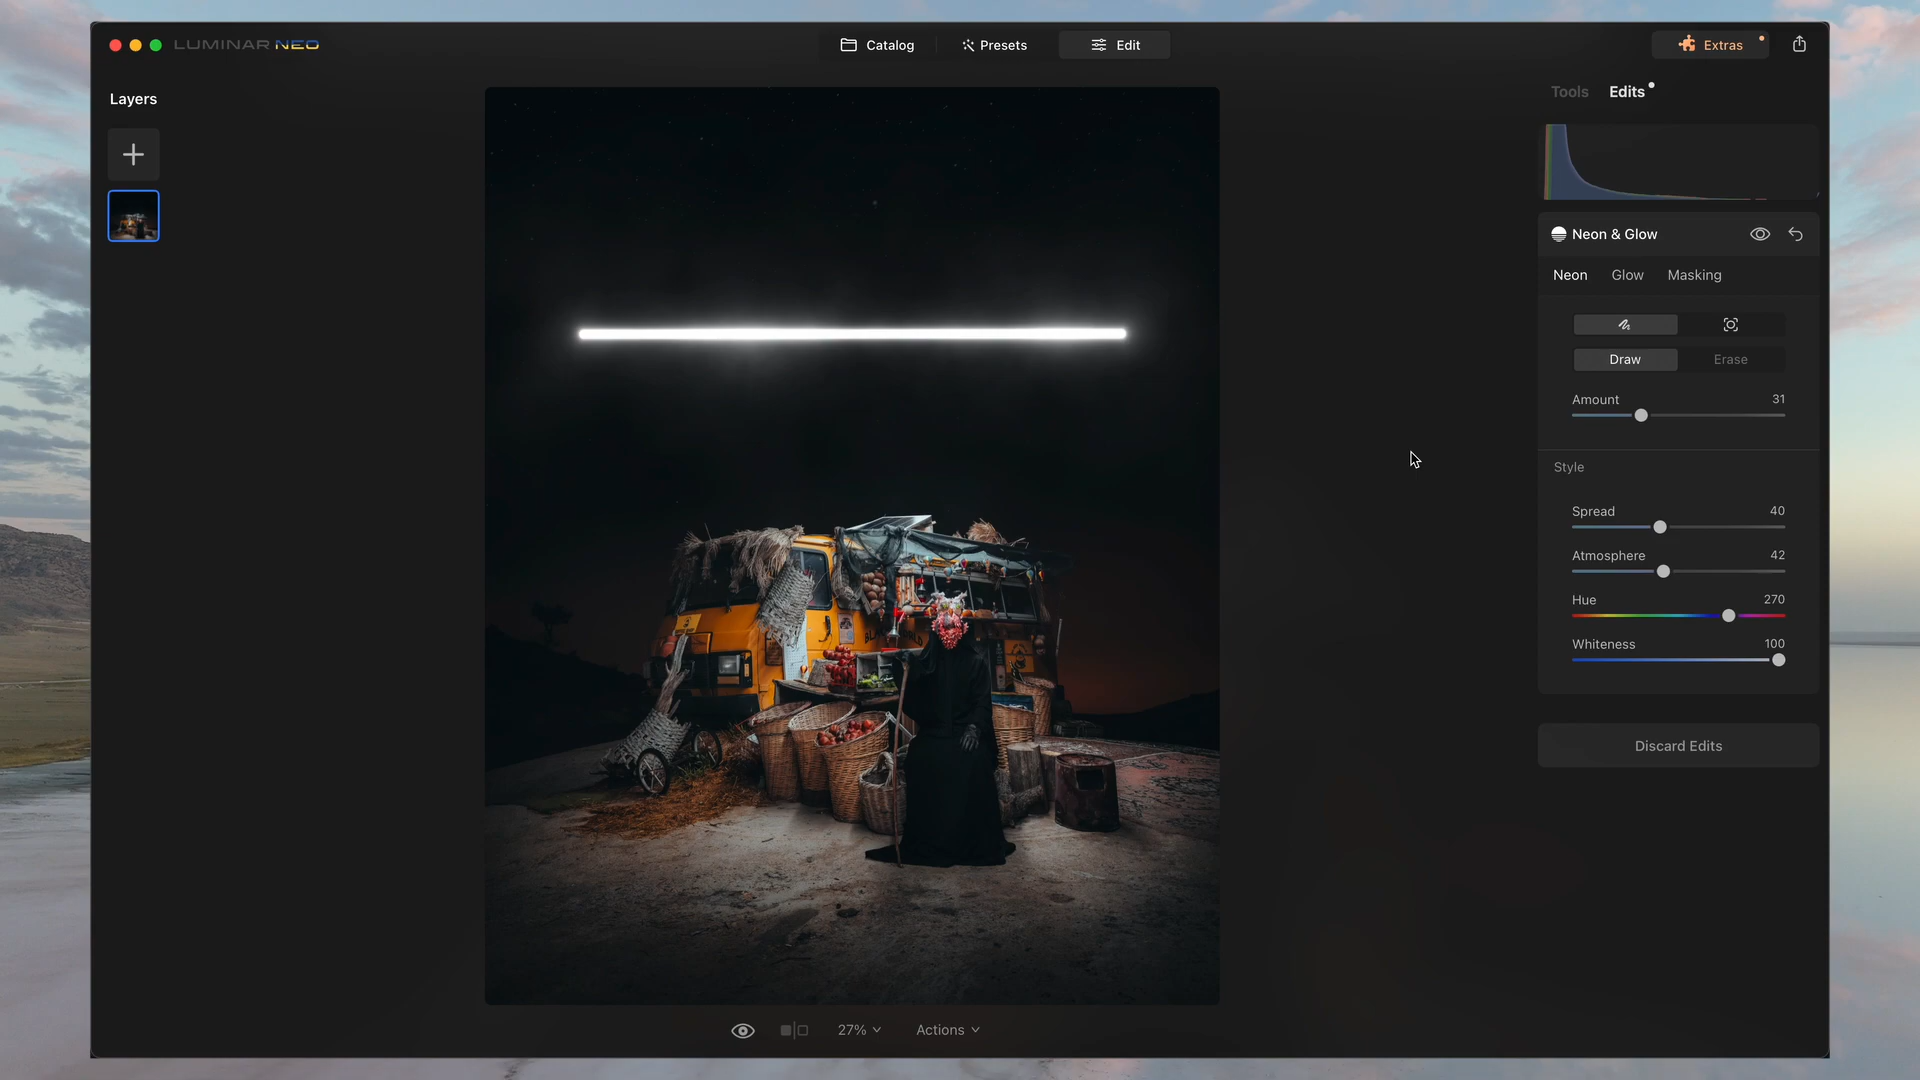 LUMINAR NEO
Catalog
Presets
Edit
Extras
Layers
Tools
Edits
Neon & Glow
Neon
Glow
Masking
Draw
Erase
Amount 31
Style
Spread 40
Atmosphere 42
Hue 270
Whiteness 100
Discard Edits
27%
Actions